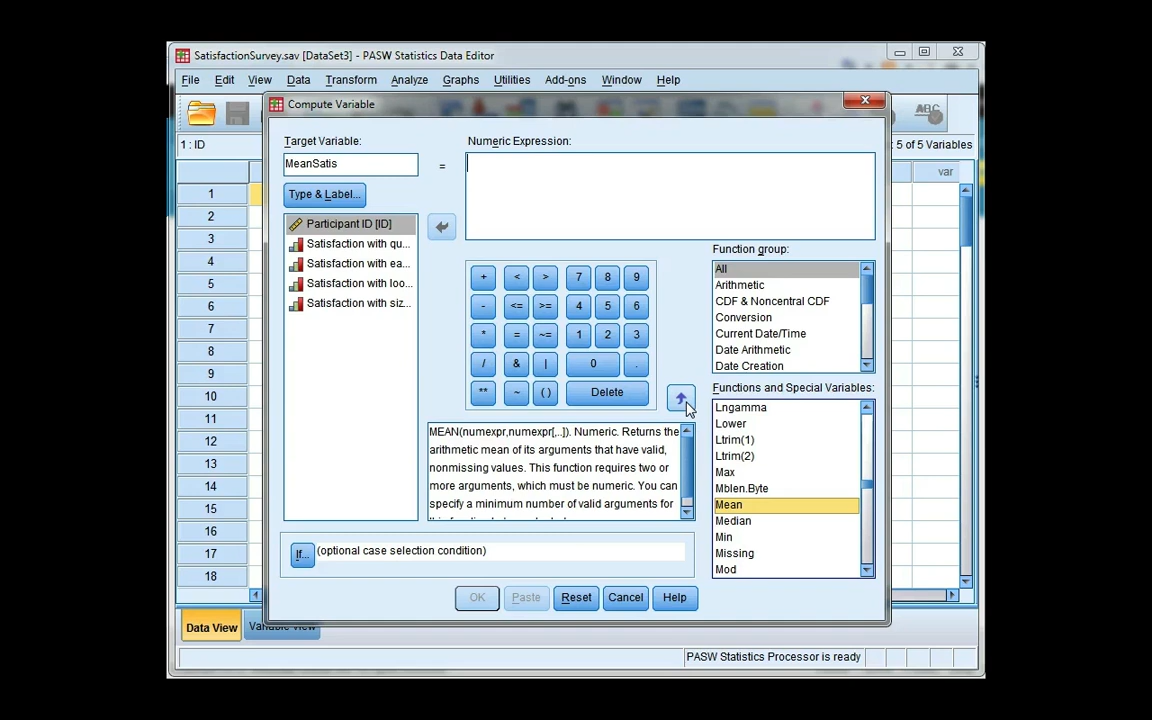 SatisfactionSurvey.sav [DataSet3] - PASW Statistics Data Editor
File Edit View Data Transform Analyze Graphs Utilities Add-ons Window Help
Compute Variable
ABC
1 : ID
: 5 of 5 Variables
var
1
2
3
4
5
6
7
8
9
10
11
12
13
14
15
16
17
18
Target Variable:
MeanSatis
=
Numeric Expression:
Type & Label...
Participant ID [ID]
Satisfaction with qu...
Satisfaction with ea...
Satisfaction with loo...
Satisfaction with siz...
+ < > 7 8 9
- <= >= 4 5 6
* = ~= 1 2 3
/ & | 0 .
** ~ ( ) Delete
Function group:
All
Arithmetic
CDF & Noncentral CDF
Conversion
Current Date/Time
Date Arithmetic
Date Creation
Functions and Special Variables:
Lngamma
Lower
Ltrim(1)
Ltrim(2)
Max
Mblen.Byte
Mean
Median
Min
Missing
Mod
MEAN(numexpr,numexpr[,..]). Numeric. Returns the
arithmetic mean of its arguments that have valid,
nonmissing values. This function requires two or
more arguments, which must be numeric. You can
specify a minimum number of valid arguments for
If... (optional case selection condition)
OK Paste Reset Cancel Help
Data View Variable View
PASW Statistics Processor is ready